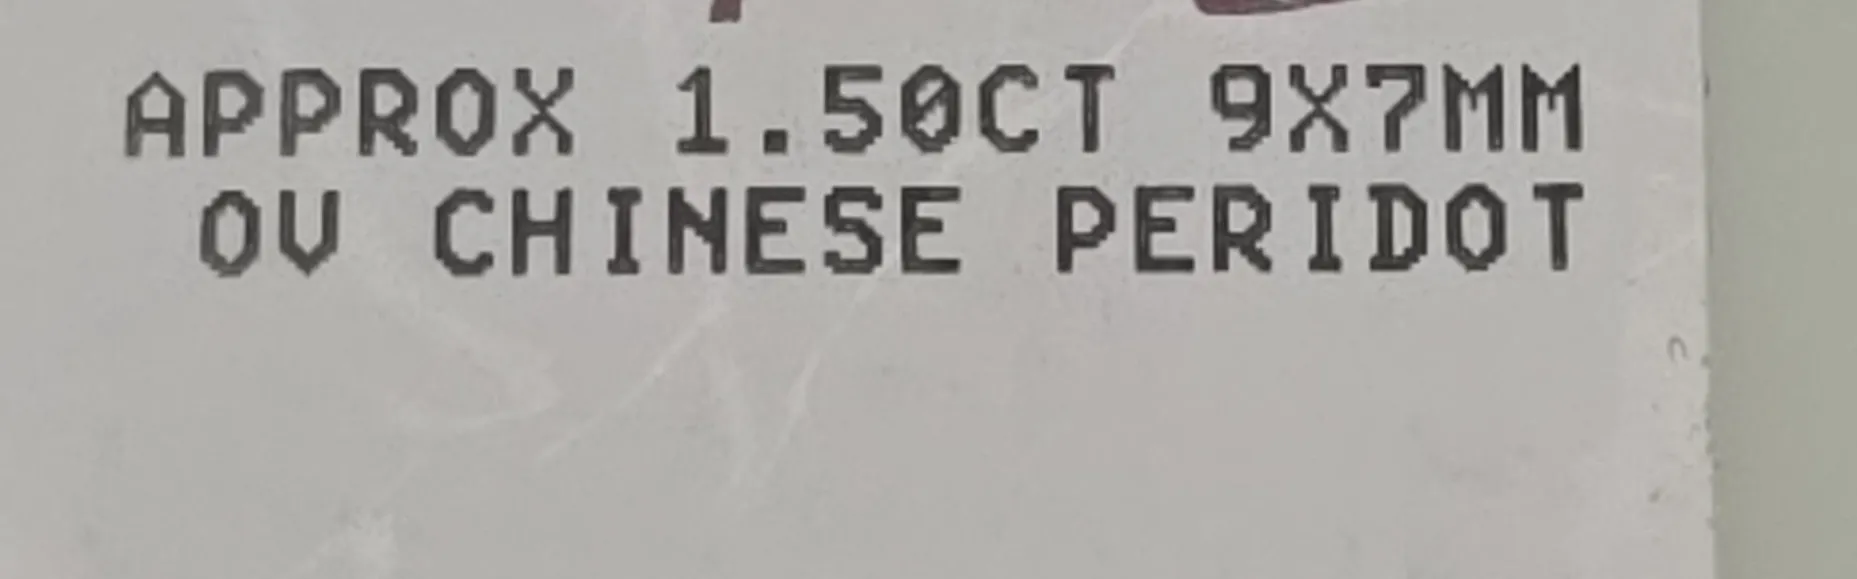 APPROX 1.50CT 9X7MM
OV CHINESE PERIDOT